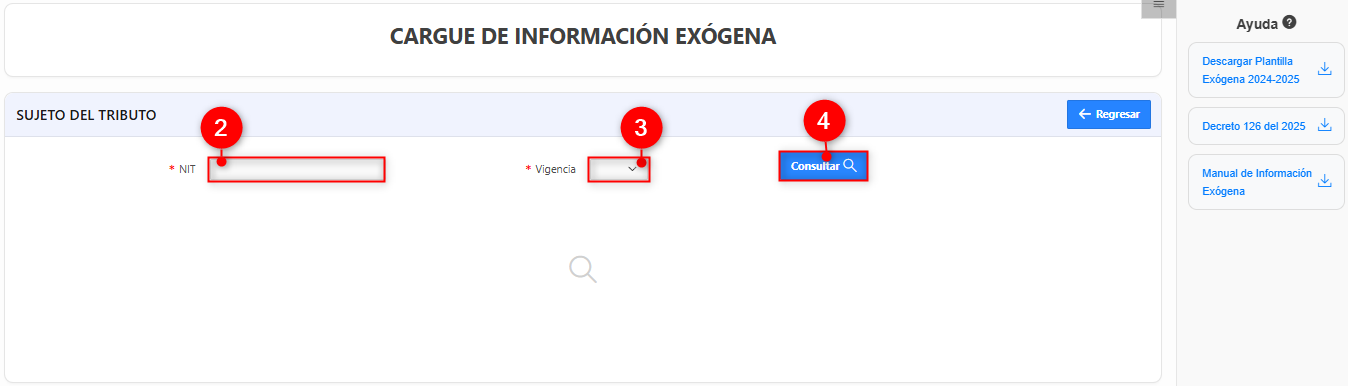 CARGUE DE INFORMACIÓN EXÓGENA
SUJETO DEL TRIBUTO
Regresar
2
3
4
* NIT
* Vigencia
Consultar
Ayuda ?
Descargar Plantilla
Exógena 2024-2025
Decreto 126 del 2025
Manual de Información
Exógena